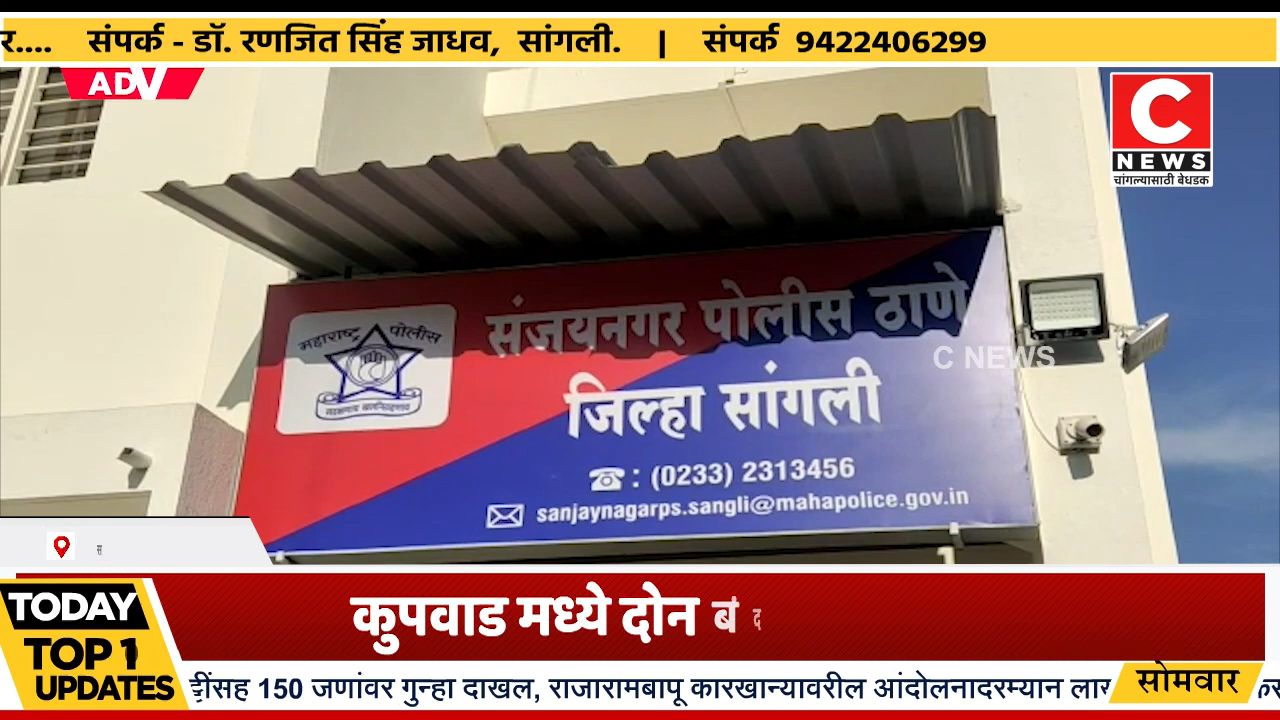 र.... संपर्क - डॉ. रणजित सिंह जाधव, सांगली. | संपर्क 9422406299
ADV
C
NEWS
चांगल्यासाठी बेधडक
महाराष्ट्र पोलीस
संजयनगर पोलीस ठाणे
C NEWS
जिल्हा सांगली
: (0233) 2313456
sanjaynagarps.sangli@mahapolice.gov.in
स
TODAY
TOP 1
UPDATES
कुपवाड मध्ये दोन बं द
150 जणांवर गुन्हा दाखल, राजारामबापू कारखान्यावरील आंदोलनादरम्यान
सोमवार